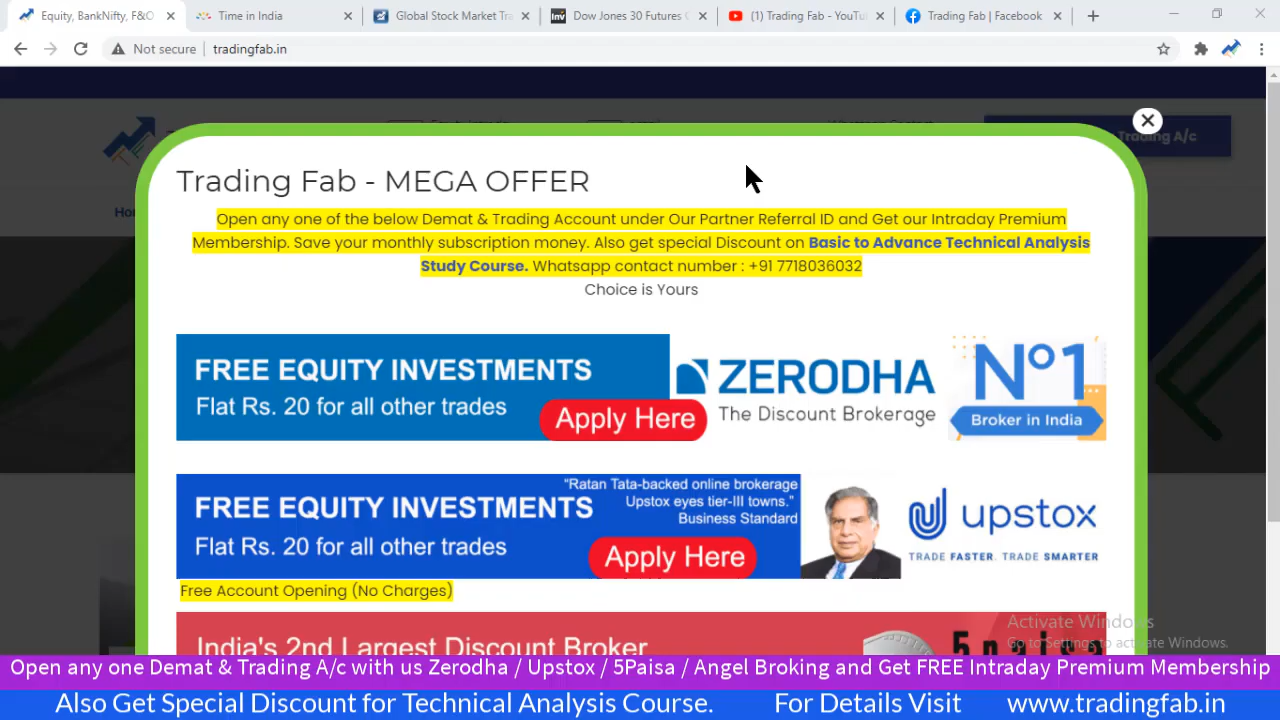 Equity, BankNifty, F&O
Time in India
Global Stock Market Tra
Dow Jones 30 Futures
(1) Trading Fab - YouTu
Trading Fab | Facebook
Not secure
tradingfab.in
Trading A/c
Trading Fab - MEGA OFFER
Open any one of the below Demat & Trading Account under Our Partner Referral ID and Get our Intraday Premium
Membership. Save your monthly subscription money. Also get special Discount on Basic to Advance Technical Analysis
Study Course. Whatsapp contact number : +91 7718036032
Choice is Yours
FREE EQUITY INVESTMENTS
Flat Rs. 20 for all other trades
Apply Here
ZERODHA
The Discount Brokerage
Nº1
Broker in India
FREE EQUITY INVESTMENTS
Flat Rs. 20 for all other trades
"Ratan Tata-backed online brokerage
Upstox eyes tier-III towns."
Business Standard
Apply Here
upstox
TRADE FASTER. TRADE SMARTER
Free Account Opening (No Charges)
India's 2nd Largest Discount Broker
Activate Windows
Go to Settings to activate Windows.
Open any one Demat & Trading A/c with us Zerodha / Upstox / 5Paisa / Angel Broking and Get FREE Intraday Premium Membership
Also Get Special Discount for Technical Analysis Course.
For Details Visit
www.tradingfab.in